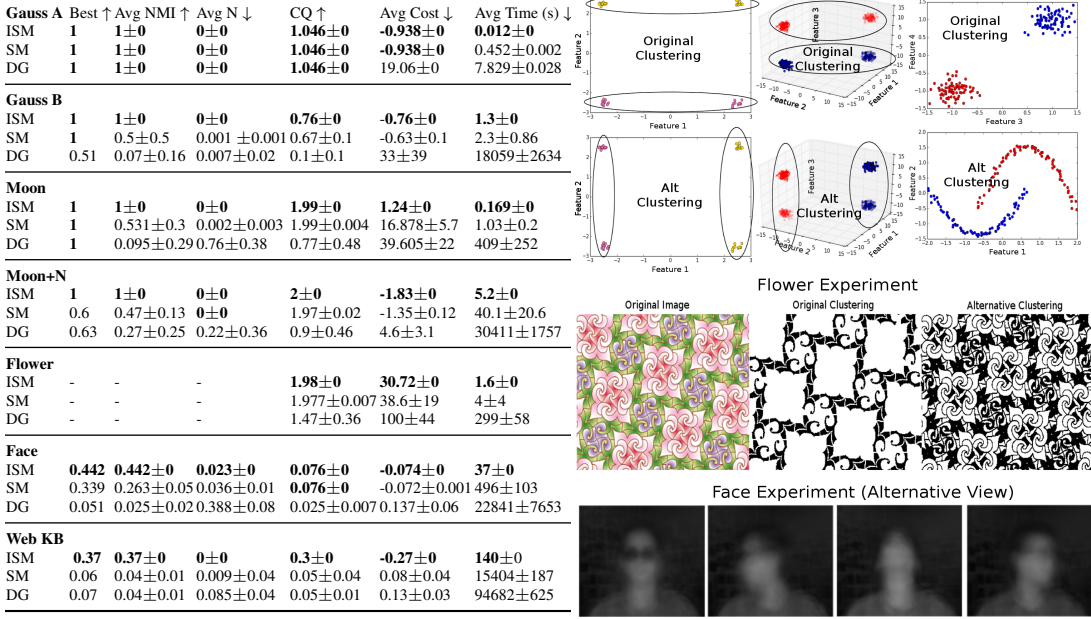 Gauss A Best ↑ Avg NMI ↑ Avg N ↓ CQ ↑ Avg Cost ↓ Avg Time (s) ↓
ISM 1 1±0 0±0 1.046±0 -0.938±0 0.012±0
SM 1 1±0 0±0 1.046±0 -0.938±0 0.452±0.002
DG 1 1±0 0±0 1.046±0 19.06±0 7.829±0.028
Gauss B
ISM 1 1±0 0±0 0.76±0 -0.76±0 1.3±0
SM 1 0.5±0.5 0.001 ±0.001 0.67±0.1 -0.63±0.1 2.3±0.86
DG 0.51 0.07±0.16 0.007±0.02 0.1±0.1 33±39 18059±2634
Moon
ISM 1 1±0 0±0 1.99±0 1.24±0 0.169±0
SM 1 0.531±0.3 0.002±0.003 1.99±0.004 16.878±5.7 1.03±0.2
DG 1 0.095±0.29 0.76±0.38 0.77±0.48 39.605±22 409±252
Moon+N
ISM 1 1±0 0±0 2±0 -1.83±0 5.2±0
SM 0.6 0.47±0.13 0±0 1.97±0.02 -1.35±0.12 40.1±20.6
DG 0.63 0.27±0.25 0.22±0.36 0.9±0.46 4.6±3.1 30411±1757
Flower
ISM - - - 1.98±0 30.72±0 1.6±0
SM - - - 1.977±0.007 38.6±19 4±4
DG - - - 1.47±0.36 100±44 299±58
Face
ISM 0.442 0.442±0 0.023±0 0.076±0 -0.074±0 37±0
SM 0.339 0.263±0.05 0.036±0.01 0.076±0 -0.072±0.001 496±103
DG 0.051 0.025±0.02 0.388±0.08 0.025±0.007 0.137±0.06 22841±7653
Web KB
ISM 0.37 0.37±0 0±0 0.3±0 -0.27±0 140±0
SM 0.06 0.04±0.01 0.009±0.04 0.05±0.04 0.08±0.04 15404±187
DG 0.07 0.04±0.01 0.085±0.04 0.05±0.01 0.13±0.03 94682±625
Original
Clustering
Feature 2
Feature 1
Original
Clustering
Feature 3
Feature 2
Feature 1
Original
Clustering
Feature 4
Feature 3
Alt
Clustering
Feature 2
Feature 1
Alt
Clustering
Feature 3
Feature 2
Feature 1
Alt
Clustering
Feature 2
Feature 1
Flower Experiment
Original Image Original Clustering Alternative Clustering
Face Experiment (Alternative View)